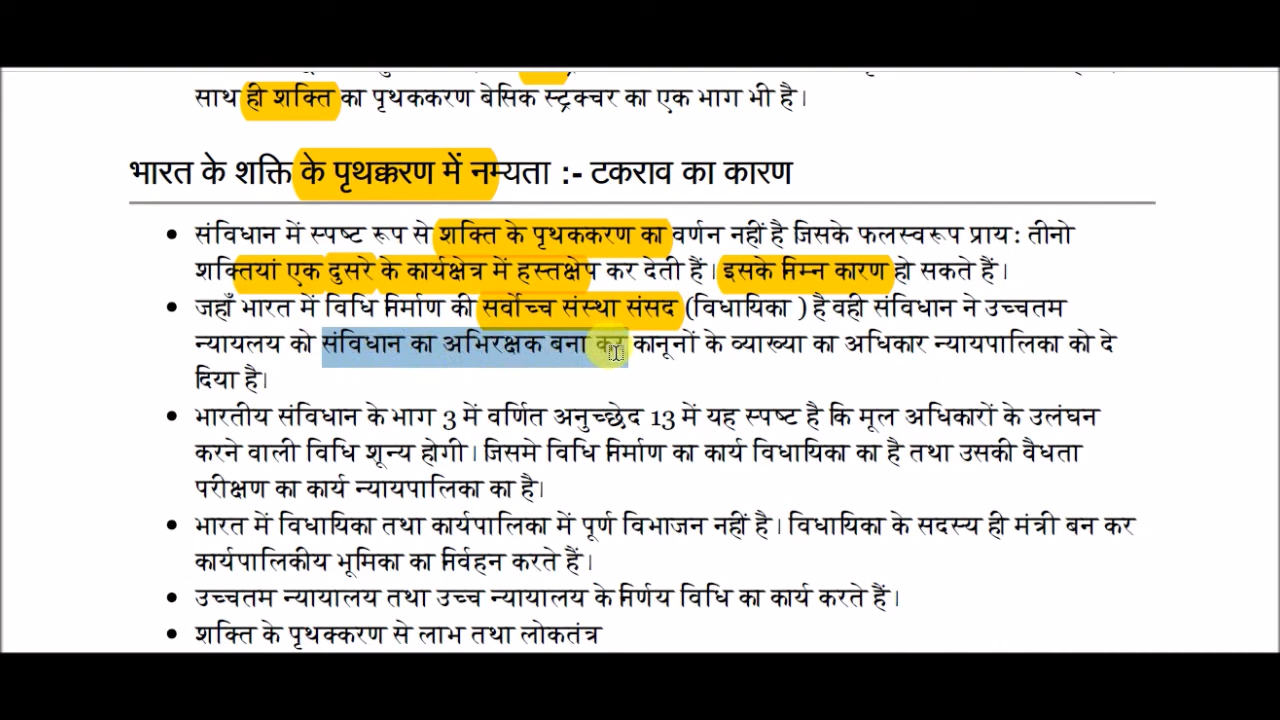 साथ ही शक्ति का पृथककरण बेसिक स्ट्रक्चर का एक भाग भी है।
भारत के शक्ति के पृथक्करण में नम्यता :- टकराव का कारण
• संविधान में स्पष्ट रूप से शक्ति के पृथककरण का वर्णन नहीं है जिसके फलस्वरूप प्राय: तीनो
शक्तियां एक दुसरे के कार्यक्षेत्र में हस्तक्षेप कर देती हैं। इसके निम्न कारण हो सकते हैं।
• जहाँ भारत में विधि निर्माण की सर्वोच्च संस्था संसद (विधायिका ) है वही संविधान ने उच्चतम
न्यायलय को संविधान का अभिरक्षक बना कर कानूनों के व्याख्या का अधिकार न्यायपालिका को दे
दिया है।
• भारतीय संविधान के भाग 3 में वर्णित अनुच्छेद 13 में यह स्पष्ट है कि मूल अधिकारों के उलंघन
करने वाली विधि शून्य होगी। जिसमे विधि निर्माण का कार्य विधायिका का है तथा उसकी वैधता
परीक्षण का कार्य न्यायपालिका का है।
• भारत में विधायिका तथा कार्यपालिका में पूर्ण विभाजन नहीं है। विधायिका के सदस्य ही मंत्री बन कर
कार्यपालिकीय भूमिका का निर्वहन करते हैं।
• उच्चतम न्यायालय तथा उच्च न्यायालय के निर्णय विधि का कार्य करते हैं।
• शक्ति के पृथक्करण से लाभ तथा लोकतंत्र